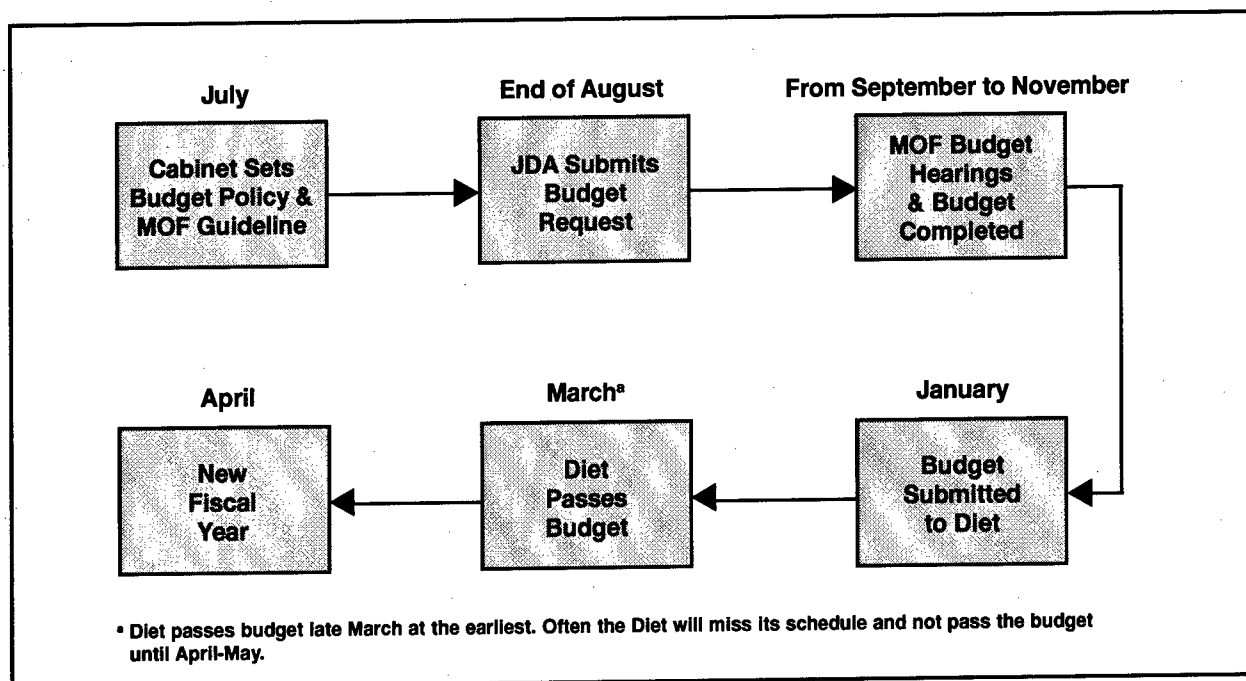 July
Cabinet Sets
Budget Policy &
MOF Guideline
End of August
JDA Submits
Budget
Request
From September to November
MOF Budget
Hearings
& Budget
Completed
January
Budget
Submitted
to Diet
Marchª
Diet
Passes
Budget
April
New
Fiscal
Year
ª Diet passes budget late March at the earliest. Often the Diet will miss its schedule and not pass the budget
until April-May.